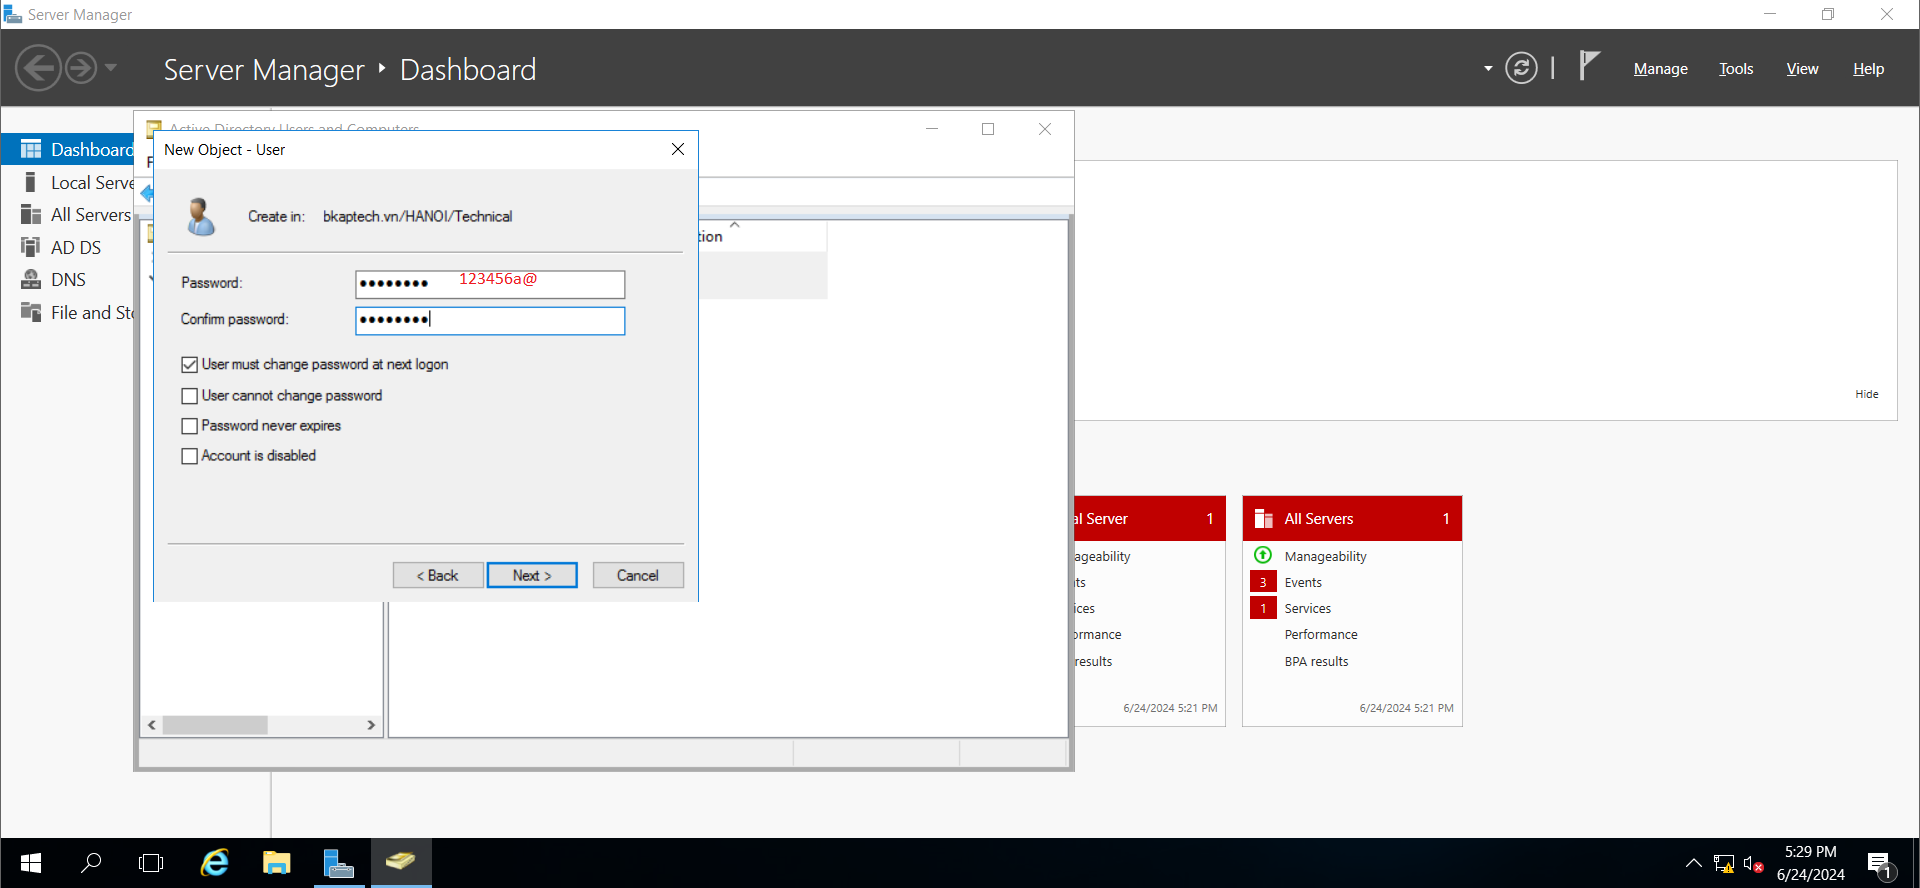 Server Manager
Server Manager ‣ Dashboard
Manage Tools View Help
Active Directory Users and Computers
New Object - User
Dashboard
Local Serve
All Servers
AD DS
DNS
File and Sto
F
Create in: bkaptech.vn/HANOI/Technical
tion
Password: •••••••• 123456a@
Confirm password: ••••••••
User must change password at next logon
User cannot change password
Password never expires
Account is disabled
< Back Next > Cancel
Hide
al Server 1
ageability
ts
ices
ormance
results
6/24/2024 5:21 PM
All Servers 1
Manageability
3 Events
1 Services
Performance
BPA results
6/24/2024 5:21 PM
5:29 PM
6/24/2024
1